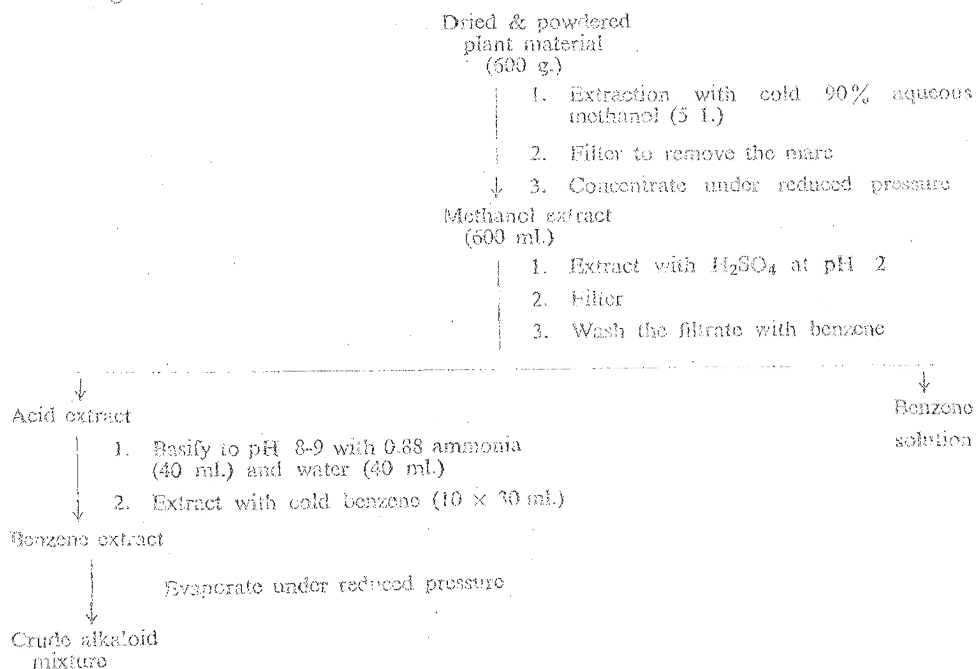 Dried & powdered
plant material
(600 g.)
1. Extraction with cold 90% aqueous
methanol (5 l.)
2. Filter to remove the marc
3. Concentrate under reduced pressure
Methanol extract
(600 ml.)
1. Extract with H₂SO₄ at pH 2
2. Filter
3. Wash the filtrate with benzene
Acid extract
Benzene
solution
1. Basify to pH 8-9 with 0.88 ammonia
(40 ml.) and water (40 ml.)
2. Extract with cold benzene (10 × 30 ml.)
Benzene extract
Evaporate under reduced pressure
Crude alkaloid
mixture